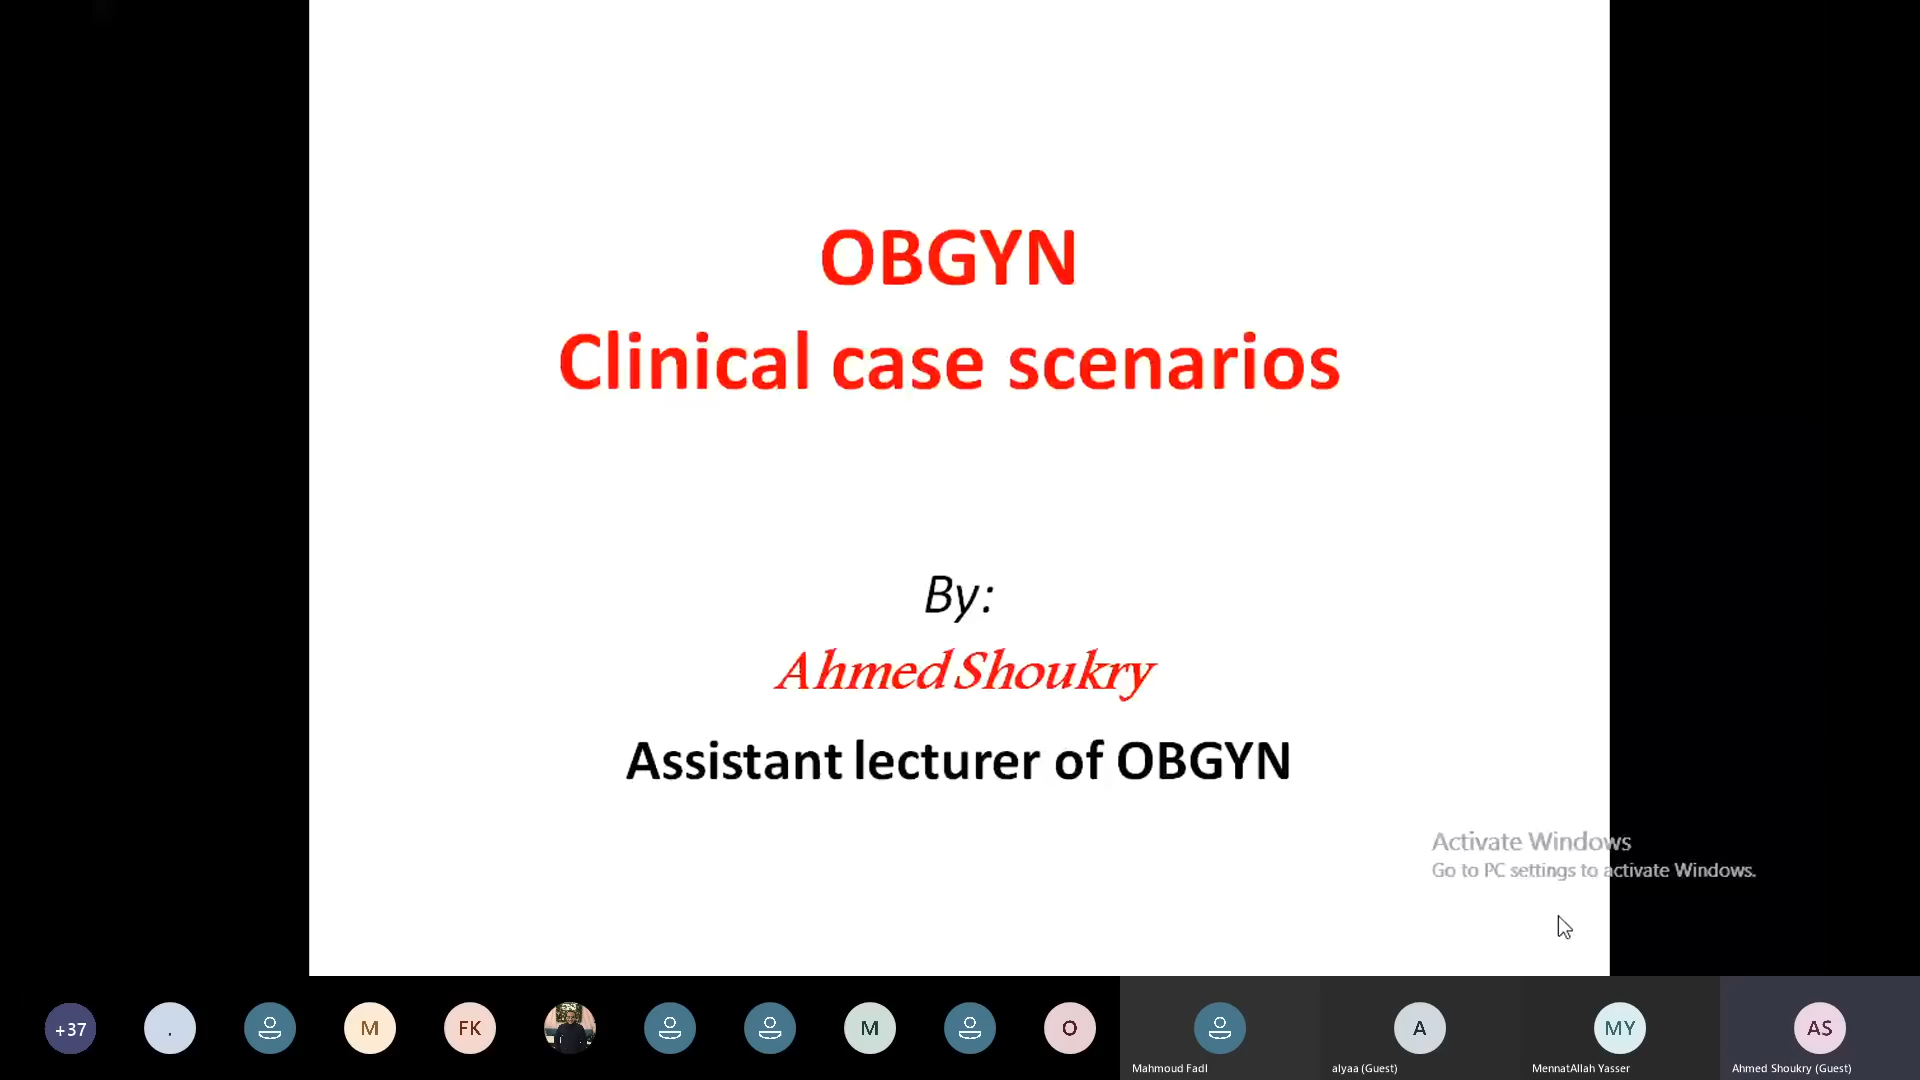 OBGYN
Clinical case scenarios
By:
Ahmed Shoukry
Assistant lecturer of OBGYN
Activate Windows
Go to PC settings to activate Windows.
+37
.
M
FK
M
O
A
MY
AS
Mahmoud Fadl
alyaa (Guest)
MennatAllah Yasser
Ahmed Shoukry (Guest)